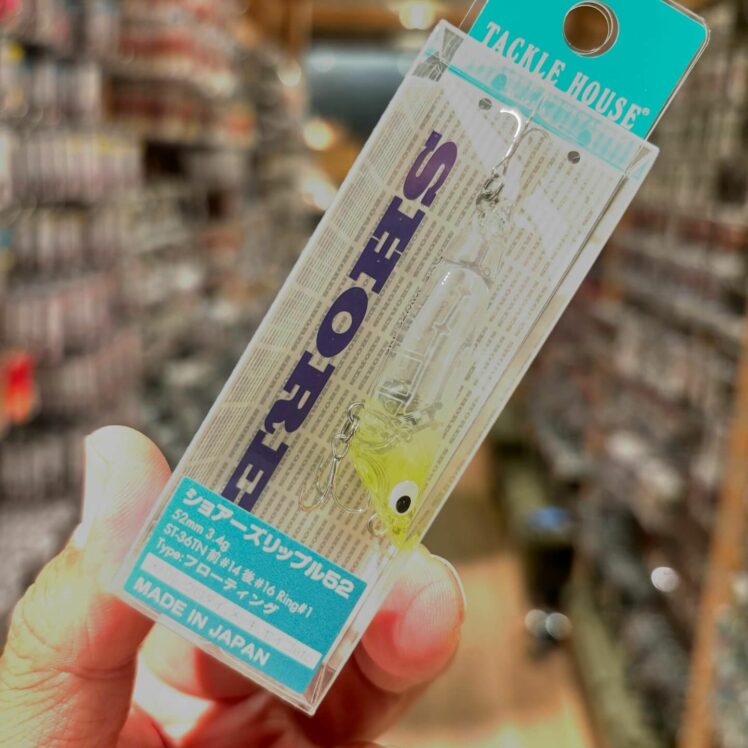 TACKLE HOUSE®
SHORE
ショアーズリップル52
52mm 3.4g
ST-36TN 前#14 後#16 Ring#1
Type:フローティング
MADE IN JAPAN